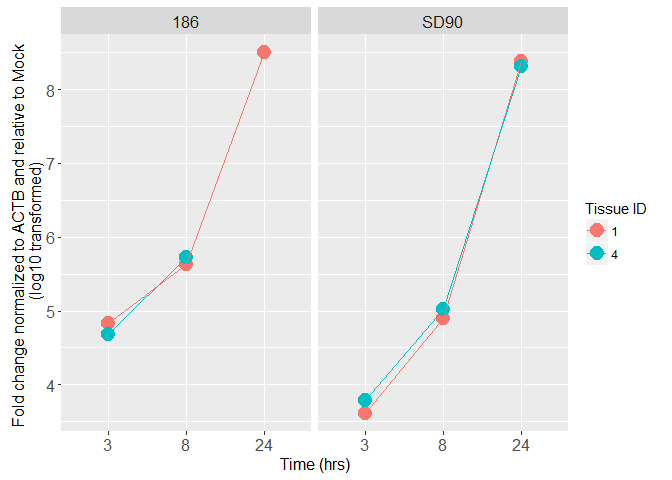 186
SD90
Fold change normalized to ACTB and relative to Mock
(log10 transformed)
8
7
6
5
4
3 8 24
3 8 24
Time (hrs)
Tissue ID
1
4